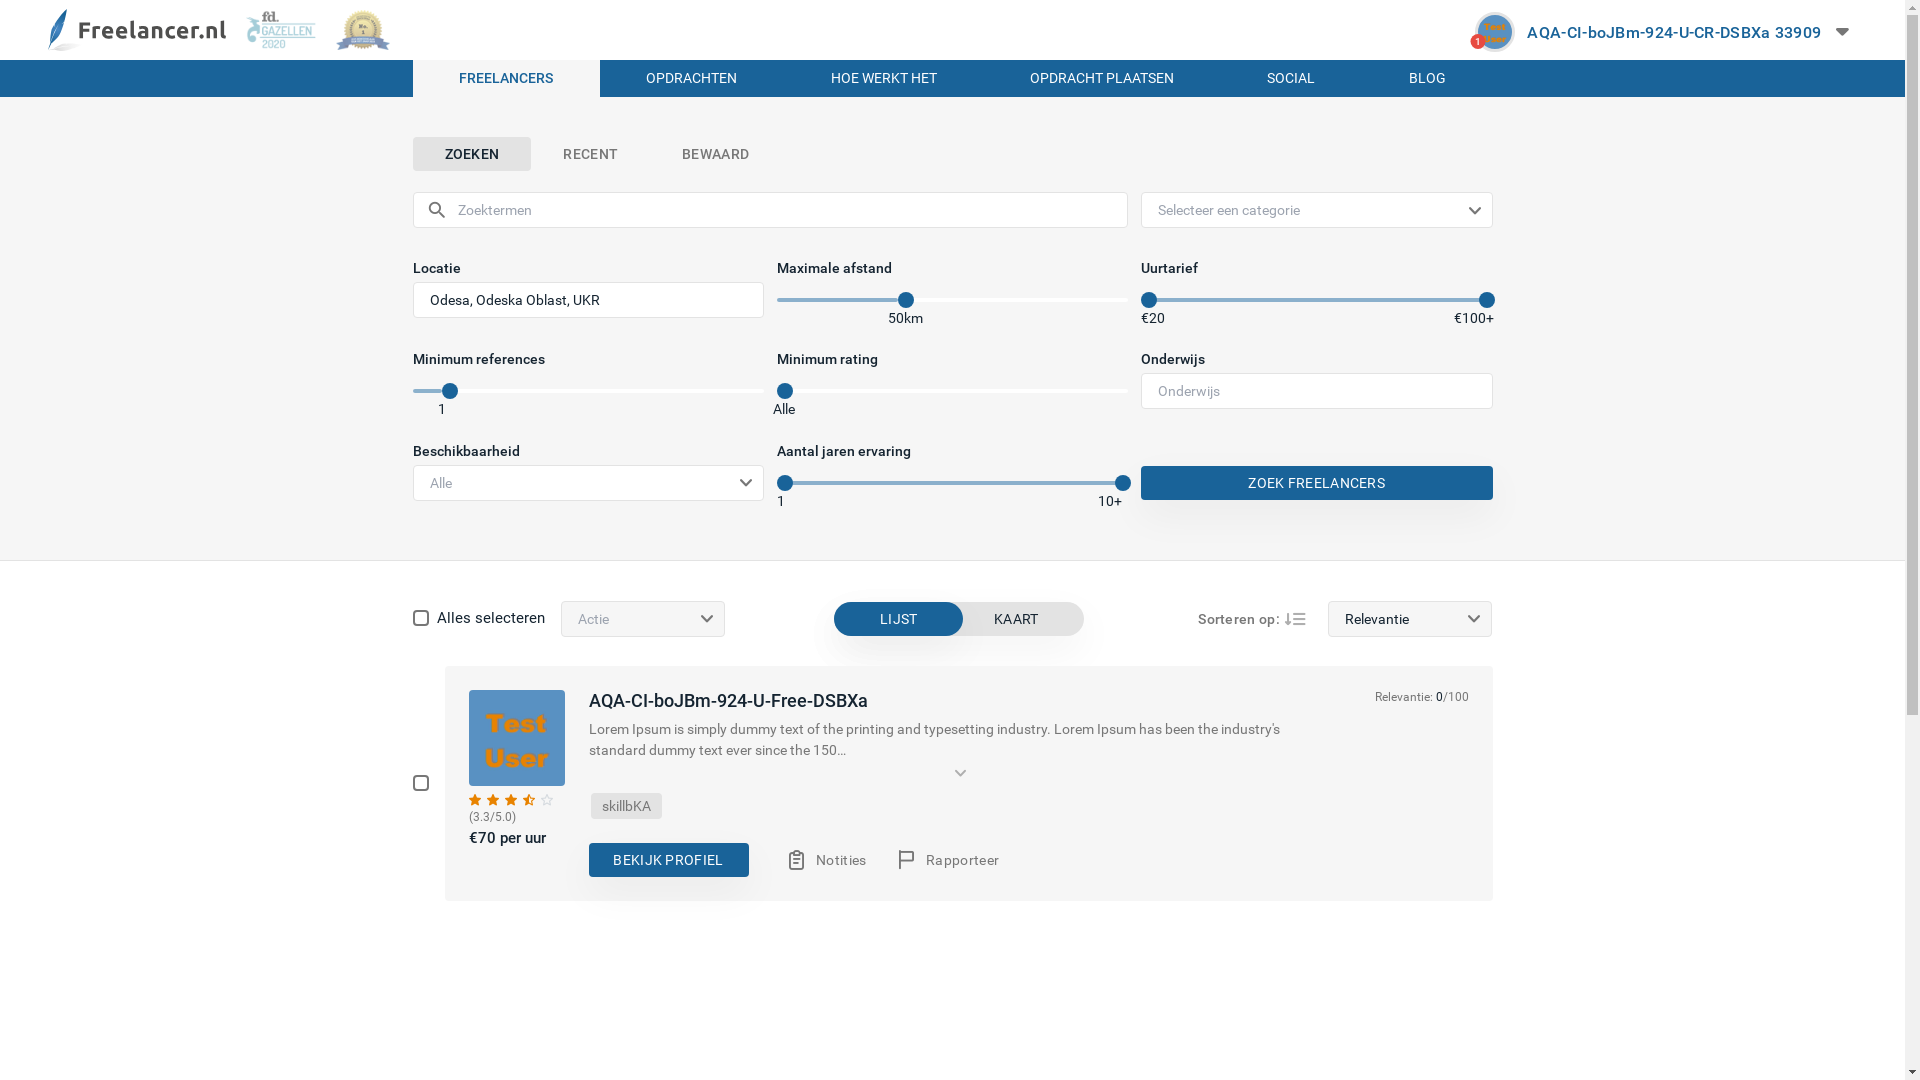 Freelancer.nl
fd.
GAZELLEN
2020
No.
1
1
AQA-CI-boJBm-924-U-CR-DSBXa 33909
FREELANCERS
OPDRACHTEN
HOE WERKT HET
OPDRACHT PLAATSEN
SOCIAL
BLOG
ZOEKEN
RECENT
BEWAARD
Zoektermen
Selecteer een categorie
Locatie
Maximale afstand
Uurtarief
Odesa, Odeska Oblast, UKR
50km
€20
€100+
Minimum references
Minimum rating
Onderwijs
Onderwijs
1
Alle
Beschikbaarheid
Aantal jaren ervaring
Alle
ZOEK FREELANCERS
1
10+
Alles selecteren
Actie
LIJST
KAART
Sorteren op:
Relevantie
Test
User
AQA-CI-boJBm-924-U-Free-DSBXa
Relevantie: 0/100
Lorem Ipsum is simply dummy text of the printing and typesetting industry. Lorem Ipsum has been the industry's
standard dummy text ever since the 150...
skillbKA
(3.3/5.0)
€70 per uur
BEKIJK PROFIEL
Notities
Rapporteer